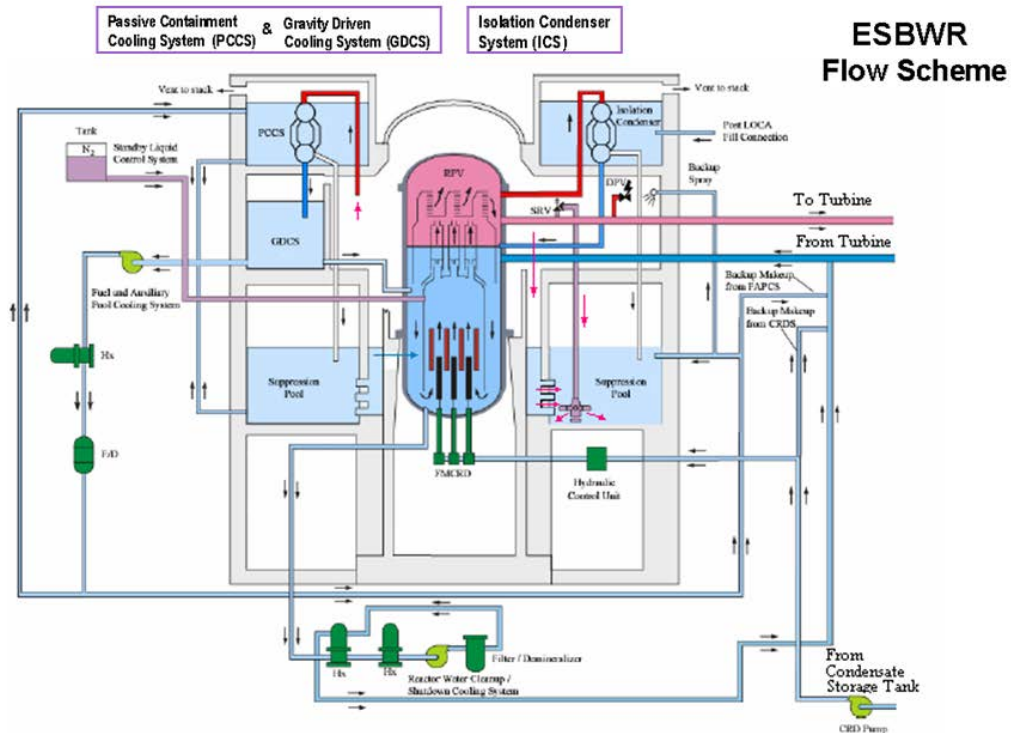 Passive Containment
Cooling System (PCCS)
&
Gravity Driven
Cooling System (GDCS)
Isolation Condenser
System (ICS)
ESBWR
Flow Scheme
Vent to stack
Vent to stack
Tank
N2
Standby Liquid
Control System
PCCS
Isolation
Condenser
Post LOCA
Fill Connection
RPV
DPV
Backup
Spray
SRV
To Turbine
GDCS
From Turbine
Fuel and Auxiliary
Pool Cooling System
Backup Makeup
from FAPCS
Backup Makeup
from CRDS
Hx
Suppression
Pool
Suppression
Pool
F/D
FMCRD
Hydraulic
Control Unit
Filter / Demineralizer
Hx
Hx
Reactor Water Cleanup /
Shutdown Cooling System
From
Condensate
Storage Tank
CRD Pump